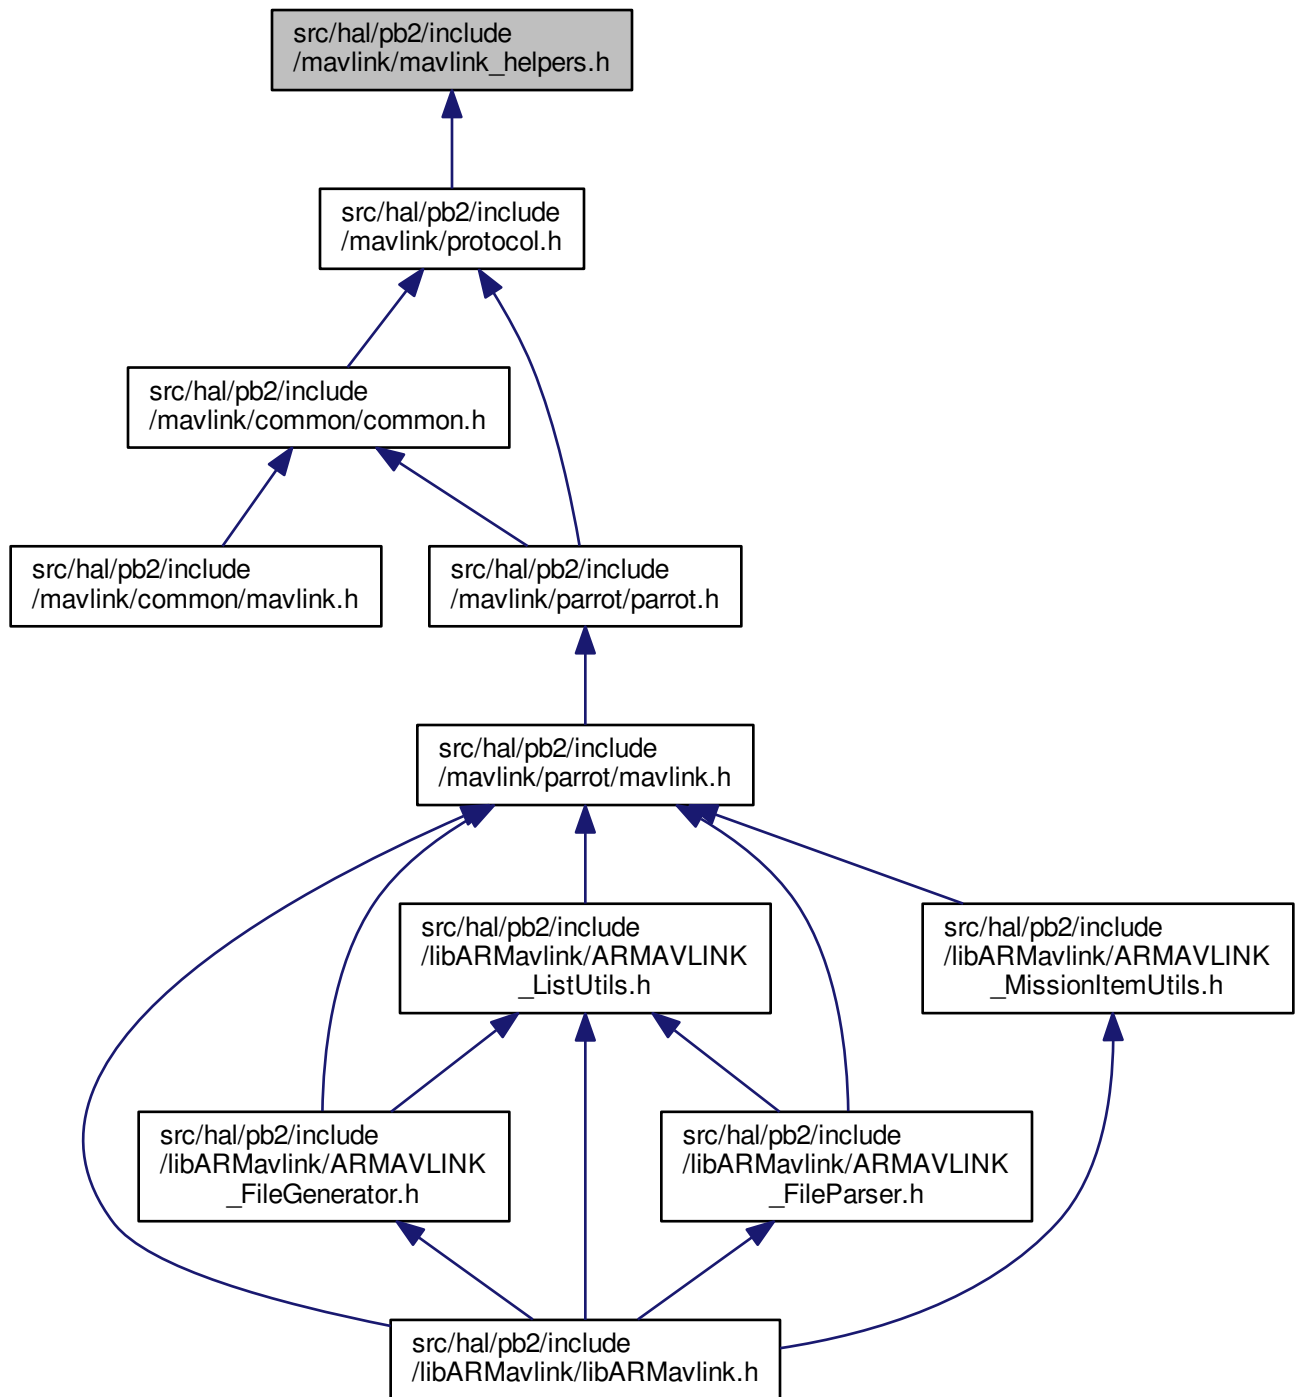 src/hal/pb2/include
/mavlink/mavlink_helpers.h
src/hal/pb2/include
/mavlink/protocol.h
src/hal/pb2/include
/mavlink/common/common.h
src/hal/pb2/include
/mavlink/common/mavlink.h
src/hal/pb2/include
/mavlink/parrot/parrot.h
src/hal/pb2/include
/mavlink/parrot/mavlink.h
src/hal/pb2/include
/libARMavlink/ARMAVLINK
_ListUtils.h
src/hal/pb2/include
/libARMavlink/ARMAVLINK
_MissionItemUtils.h
src/hal/pb2/include
/libARMavlink/ARMAVLINK
_FileGenerator.h
src/hal/pb2/include
/libARMavlink/ARMAVLINK
_FileParser.h
src/hal/pb2/include
/libARMavlink/libARMavlink.h